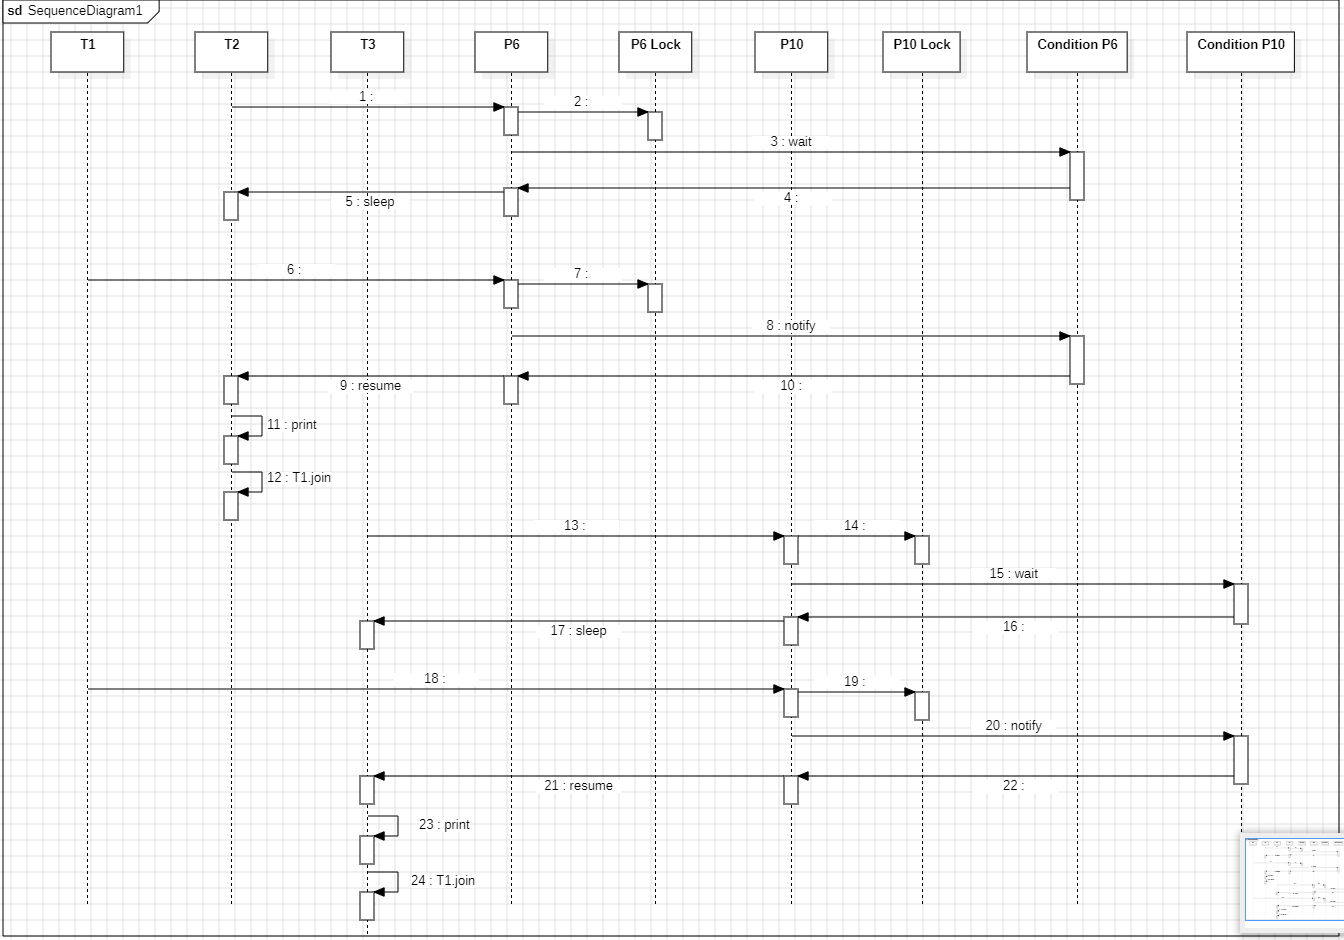 sd SequenceDiagram1
T1 T2 T3 P6 P6 Lock P10 P10 Lock Condition P6 Condition P10
1 :
2 :
3 : wait
4 :
5 : sleep
6 :
7 :
8 : notify
9 : resume
10 :
11 : print
12 : T1.join
13 :
14 :
15 : wait
16 :
17 : sleep
18 :
19 :
20 : notify
21 : resume
22 :
23 : print
24 : T1.join